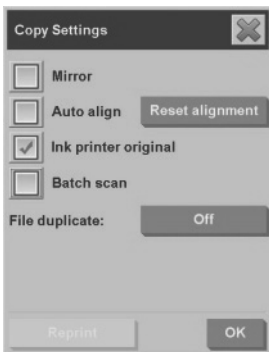 Copy Settings
Mirror
Auto align Reset alignment
Ink printer original
Batch scan
File duplicate: Off
Reprint OK